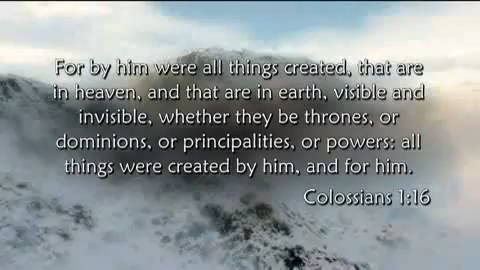 For by him were all things created, that are
in heaven, and that are in earth, visible and
invisible, whether they be thrones, or
dominions, or principalities, or powers: all
things were created by him, and for him.
Colossians 1:16